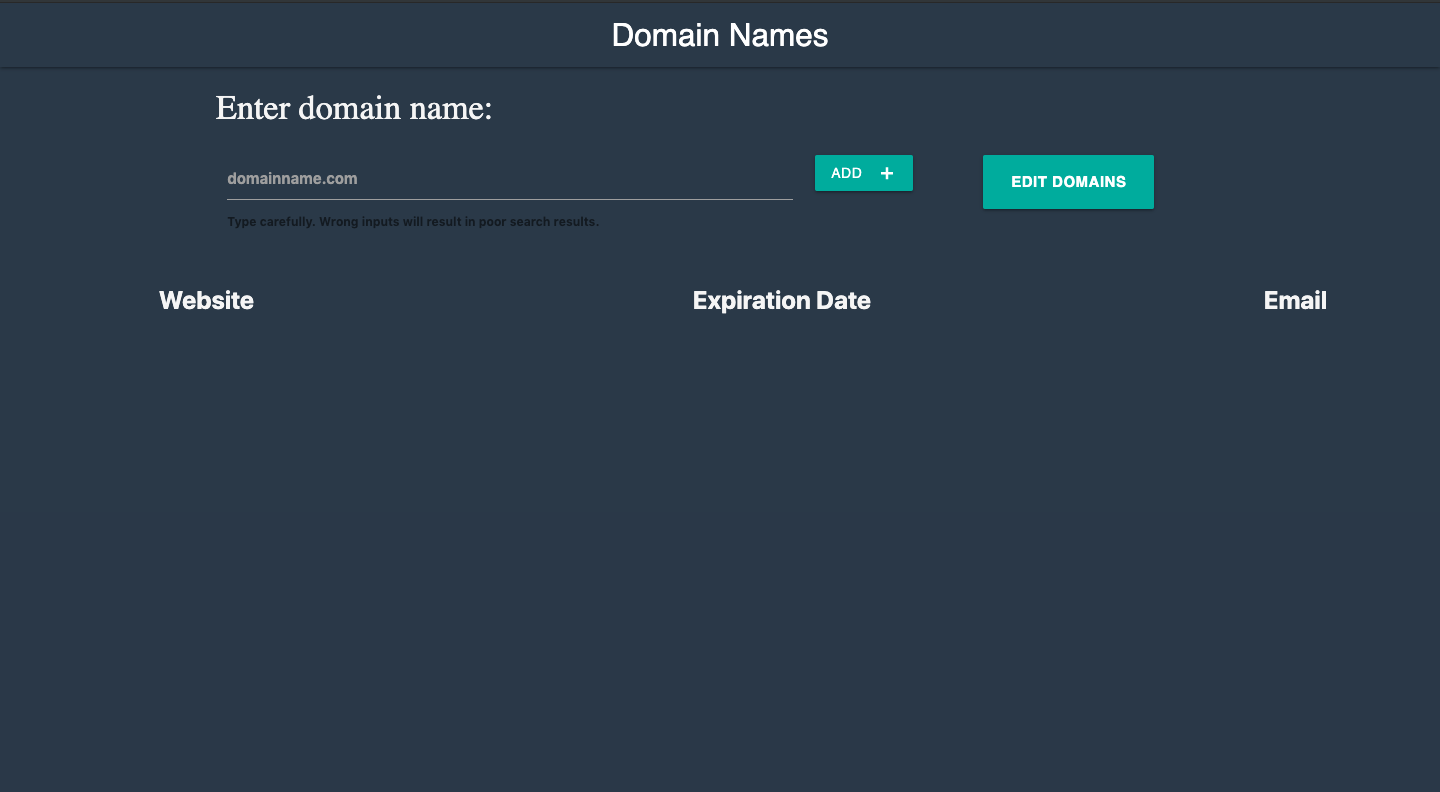 Domain Names
Enter domain name:
domainname.com
ADD +
EDIT DOMAINS
Type carefully. Wrong inputs will result in poor search results.
Website Expiration Date Email